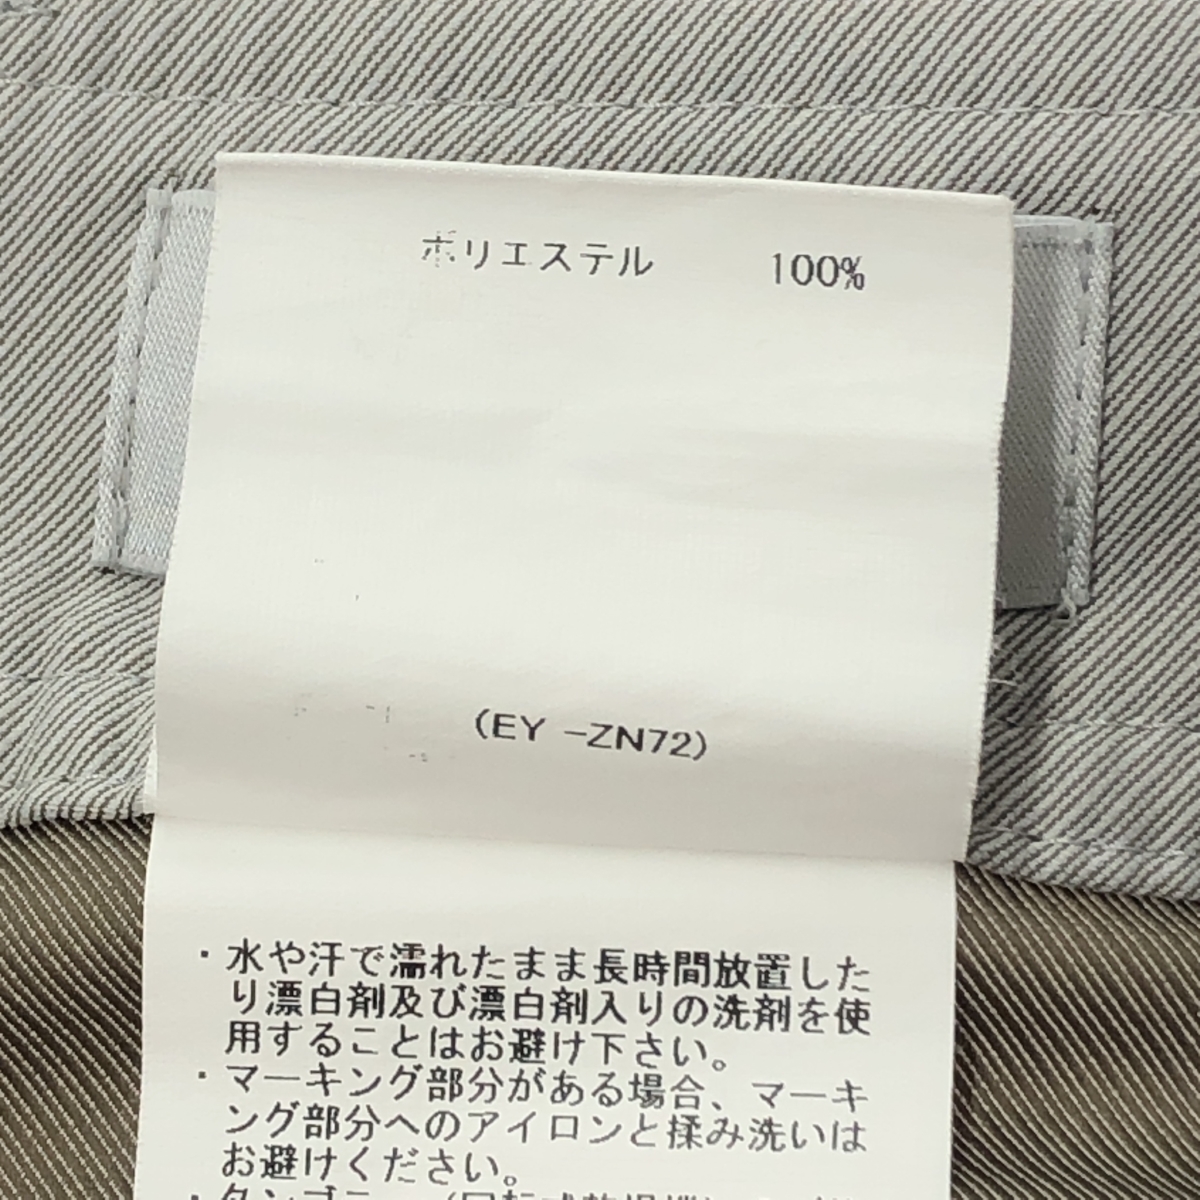 ポリエステル 100%
(EY -ZN72)
・水や汗で濡れたまま長時間放置した
り漂白剤及び漂白剤入りの洗剤を使
用することはお避け下さい。
・マーキング部分がある場合、マーキ
ング部分へのアイロンと揉み洗いは
お避けください。